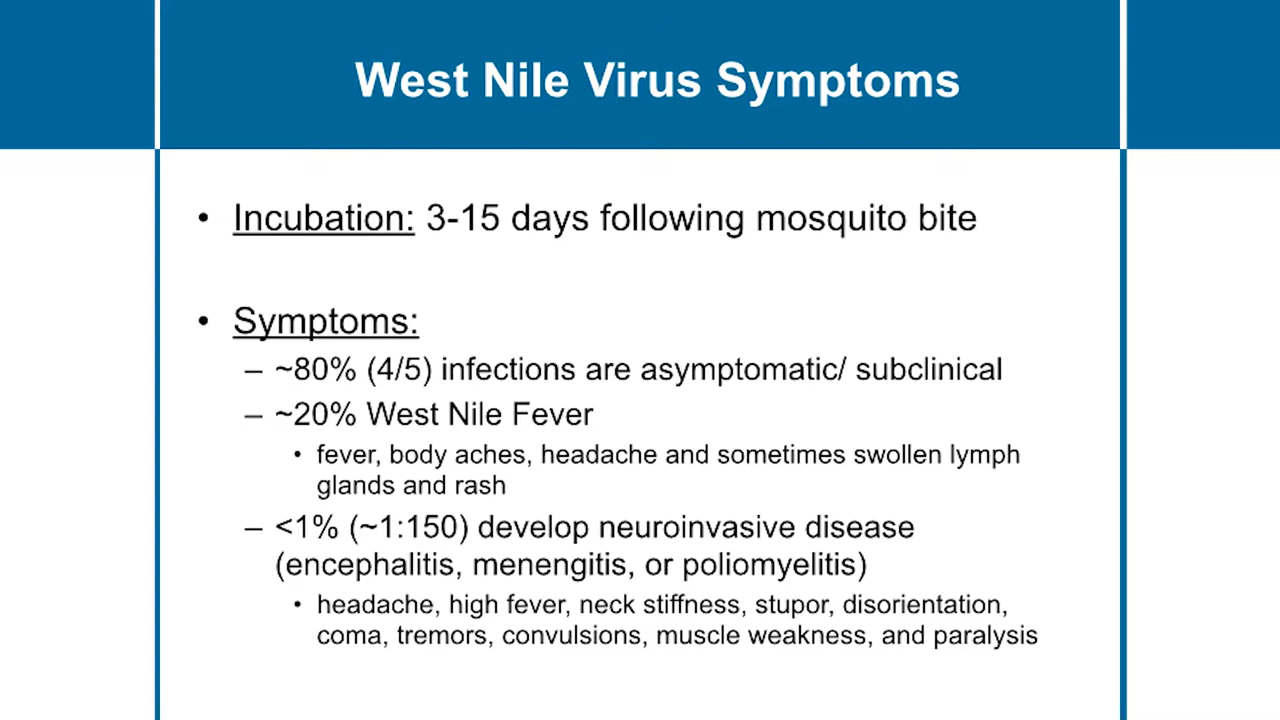 West Nile Virus Symptoms
• Incubation: 3-15 days following mosquito bite
• Symptoms:
– ~80% (4/5) infections are asymptomatic/ subclinical
– ~20% West Nile Fever
• fever, body aches, headache and sometimes swollen lymph
glands and rash
– <1% (~1:150) develop neuroinvasive disease
(encephalitis, menengitis, or poliomyelitis)
• headache, high fever, neck stiffness, stupor, disorientation,
coma, tremors, convulsions, muscle weakness, and paralysis